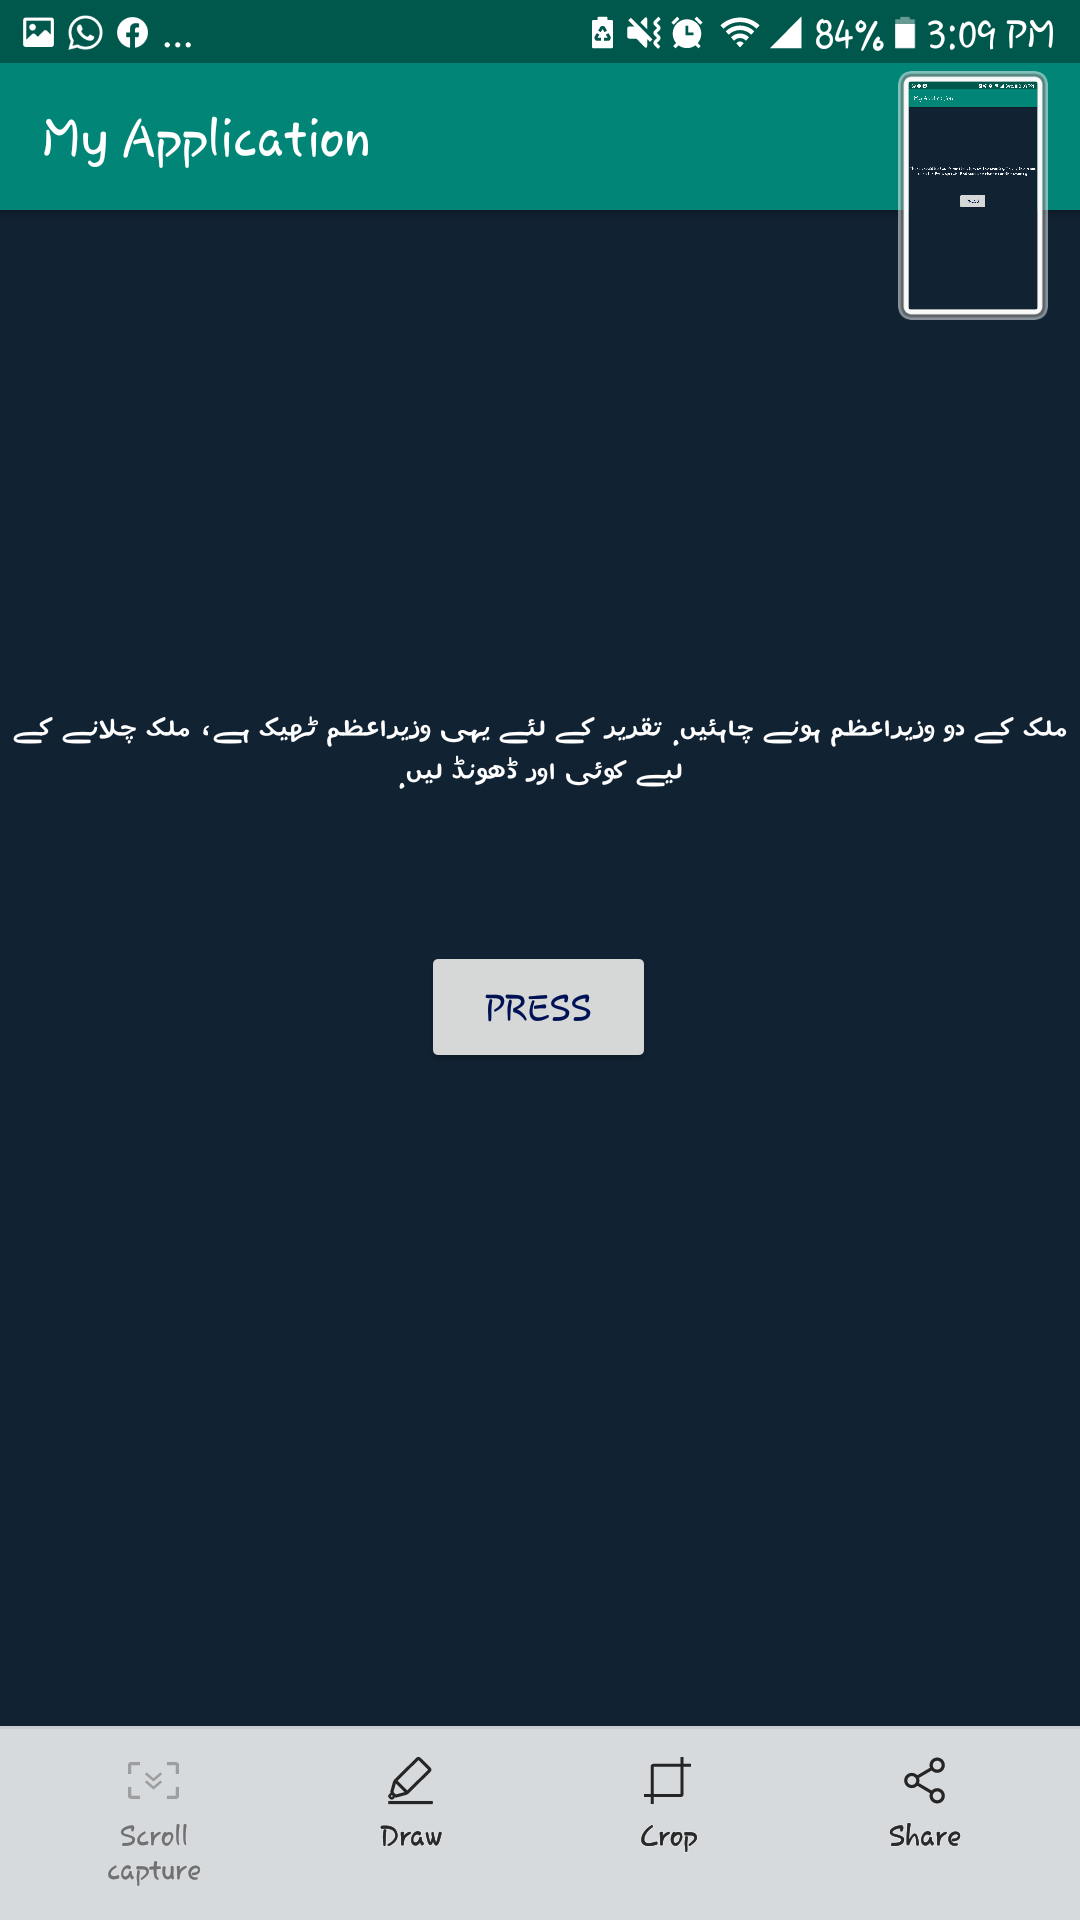 ... 84% 3:09 PM
My Application
ملک کے دو وزیراعظم ہونے چاہئیں۔ تقریر کے لئے یہی وزیراعظم ٹھیک ہے، ملک چلانے کے
لیے کوئی اور ڈھونڈ لیں۔
PRESS
Scroll capture
Draw
Crop
Share